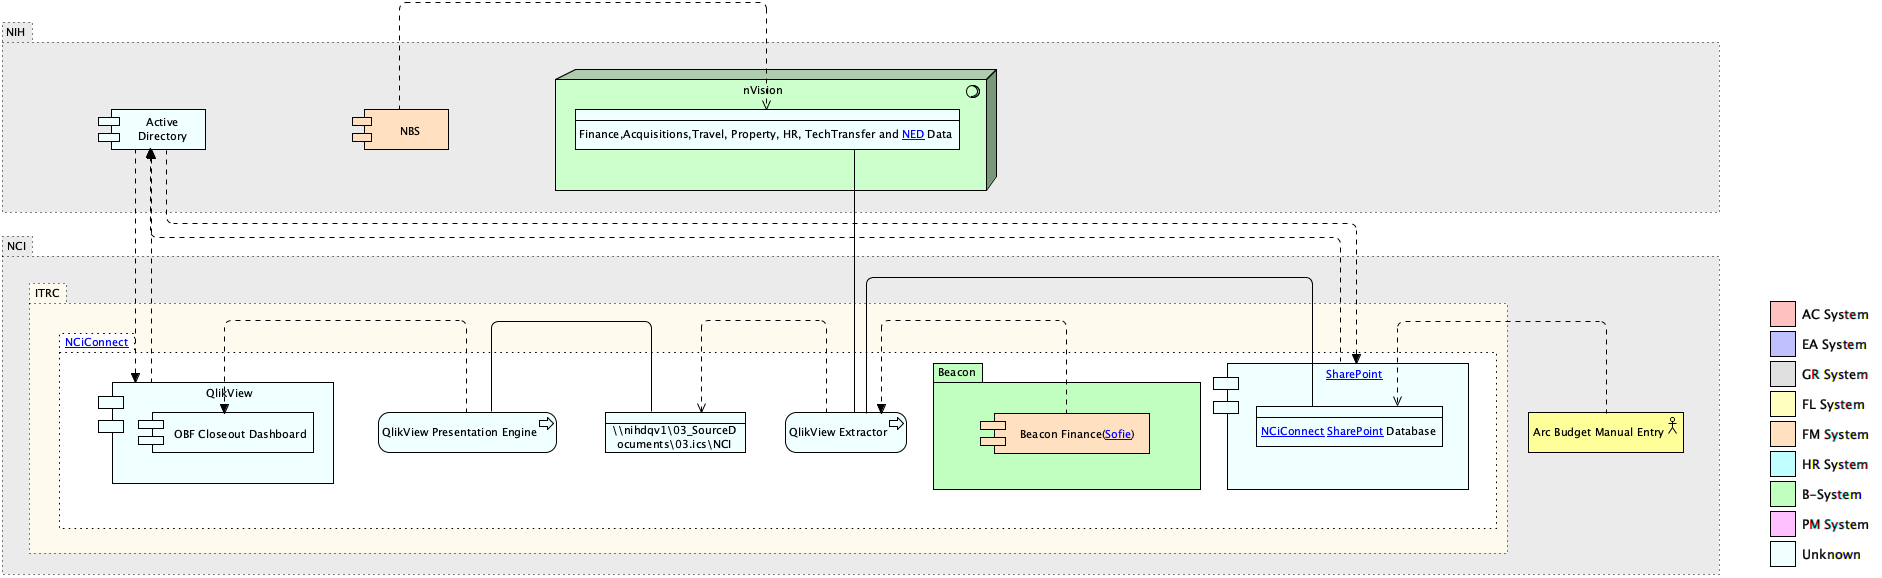 NIH
nVision
Active
Directory
NBS
Finance,Acquisitions,Travel, Property, HR, TechTransfer and NED Data
NCI
ITRC
NCiConnect
QlikView
OBF Closeout Dashboard
QlikView Presentation Engine
\\nihdqv1\03_SourceD
ocuments\03.ics\NCI
QlikView Extractor
Beacon
Beacon Finance(Sofie)
SharePoint
NCiConnect SharePoint Database
Arc Budget Manual Entry
AC System
EA System
GR System
FL System
FM System
HR System
B-System
PM System
Unknown